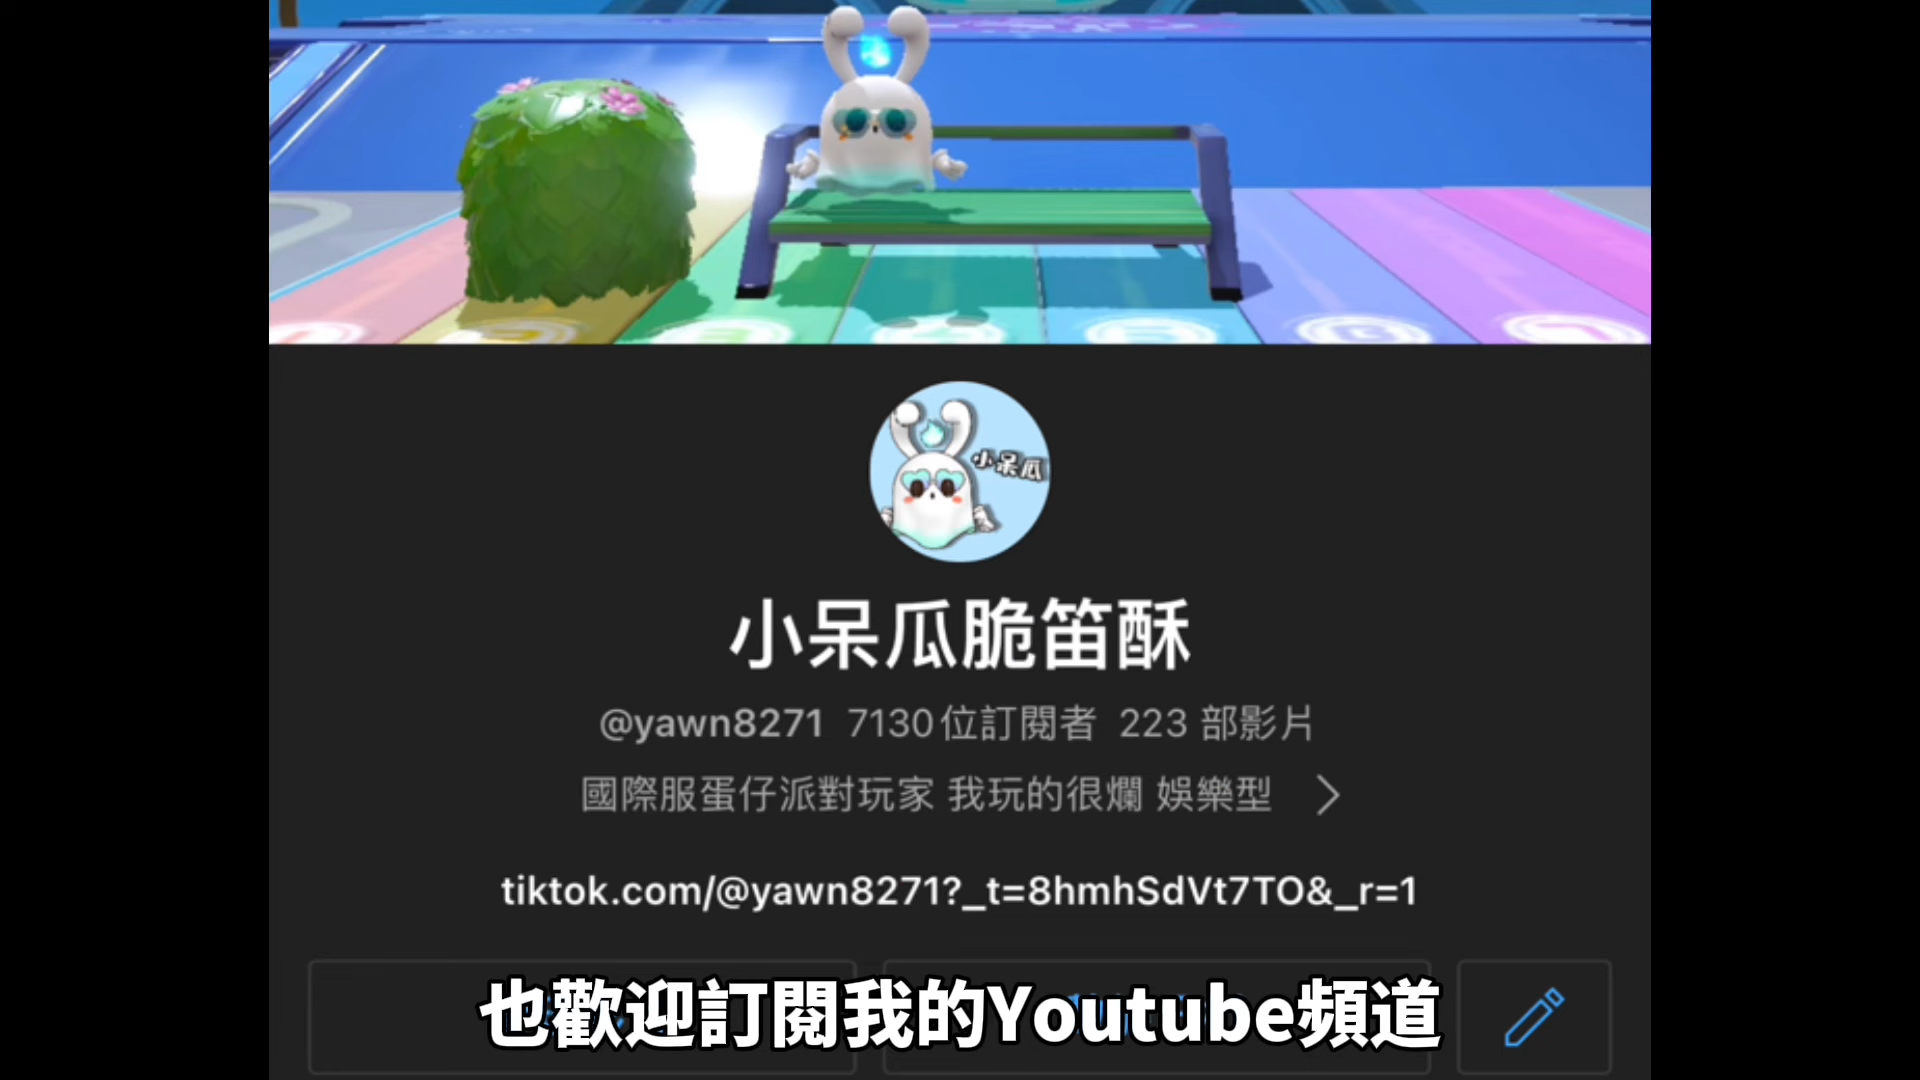 小呆瓜
小呆瓜脆笛酥
@yawn8271 7130位訂閱者 223 部影片
國際服蛋仔派對玩家 我玩的很爛 娛樂型
tiktok.com/@yawn8271?_t=8hmhSdVt7TO&_r=1
也歡迎訂閱我的Youtube頻道